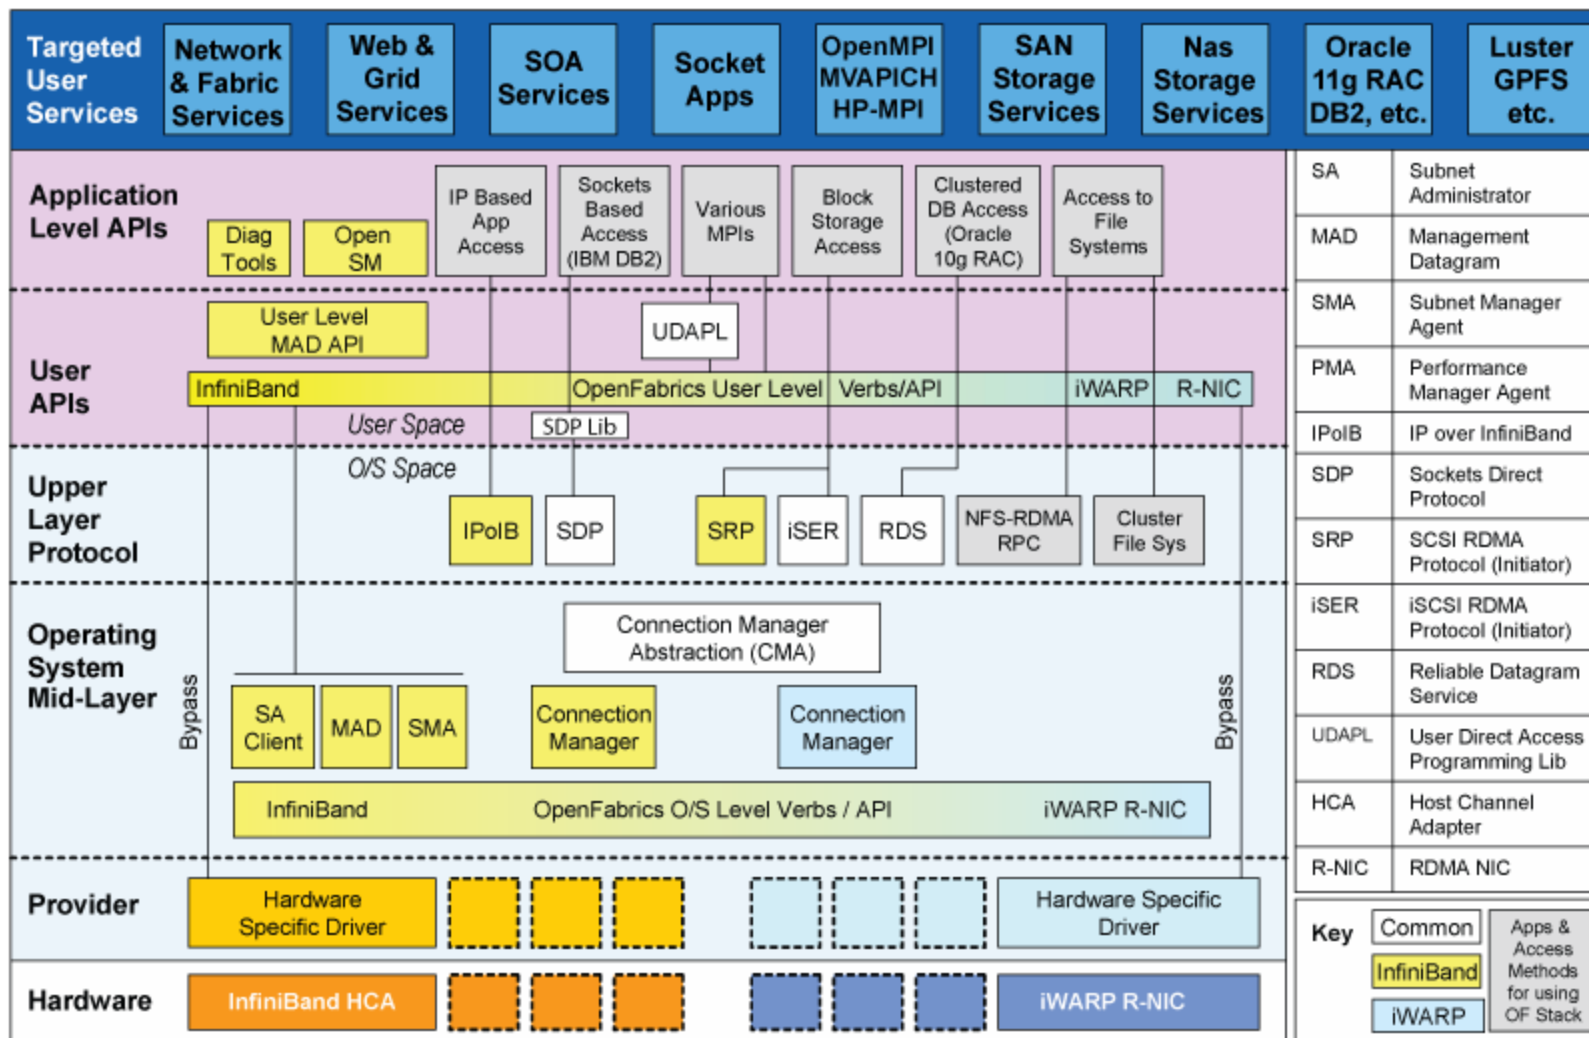 Targeted
User
Services
Network
& Fabric
Services
Web &
Grid
Services
SOA
Services
Socket
Apps
OpenMPI
MVAPICH
HP-MPI
SAN
Storage
Services
Nas
Storage
Services
Oracle
11g RAC
DB2, etc.
Luster
GPFS
etc.
Application
Level APIs
Diag
Tools
Open
SM
IP Based
App
Access
Sockets
Based
Access
(IBM DB2)
Various
MPIs
Block
Storage
Access
Clustered
DB Access
(Oracle
10g RAC)
Access to
File
Systems
User
APIs
User Level
MAD API
UDAPL
InfiniBand
OpenFabrics User Level Verbs/API
iWARP R-NIC
User Space
SDP Lib
O/S Space
Upper
Layer
Protocol
IPoIB
SDP
SRP
iSER
RDS
NFS-RDMA
RPC
Cluster
File Sys
Operating
System
Mid-Layer
Connection Manager
Abstraction (CMA)
Bypass
SA
Client
MAD
SMA
Connection
Manager
Connection
Manager
Bypass
InfiniBand
OpenFabrics O/S Level Verbs / API
iWARP R-NIC
Provider
Hardware
Specific Driver
Hardware Specific
Driver
Hardware
InfiniBand HCA
iWARP R-NIC
SA
Subnet
Administrator
MAD
Management
Datagram
SMA
Subnet Manager
Agent
PMA
Performance
Manager Agent
IPoIB
IP over InfiniBand
SDP
Sockets Direct
Protocol
SRP
SCSI RDMA
Protocol (Initiator)
iSER
iSCSI RDMA
Protocol (Initiator)
RDS
Reliable Datagram
Service
UDAPL
User Direct Access
Programming Lib
HCA
Host Channel
Adapter
R-NIC
RDMA NIC
Key
Common
InfiniBand
iWARP
Apps &
Access
Methods
for using
OF Stack